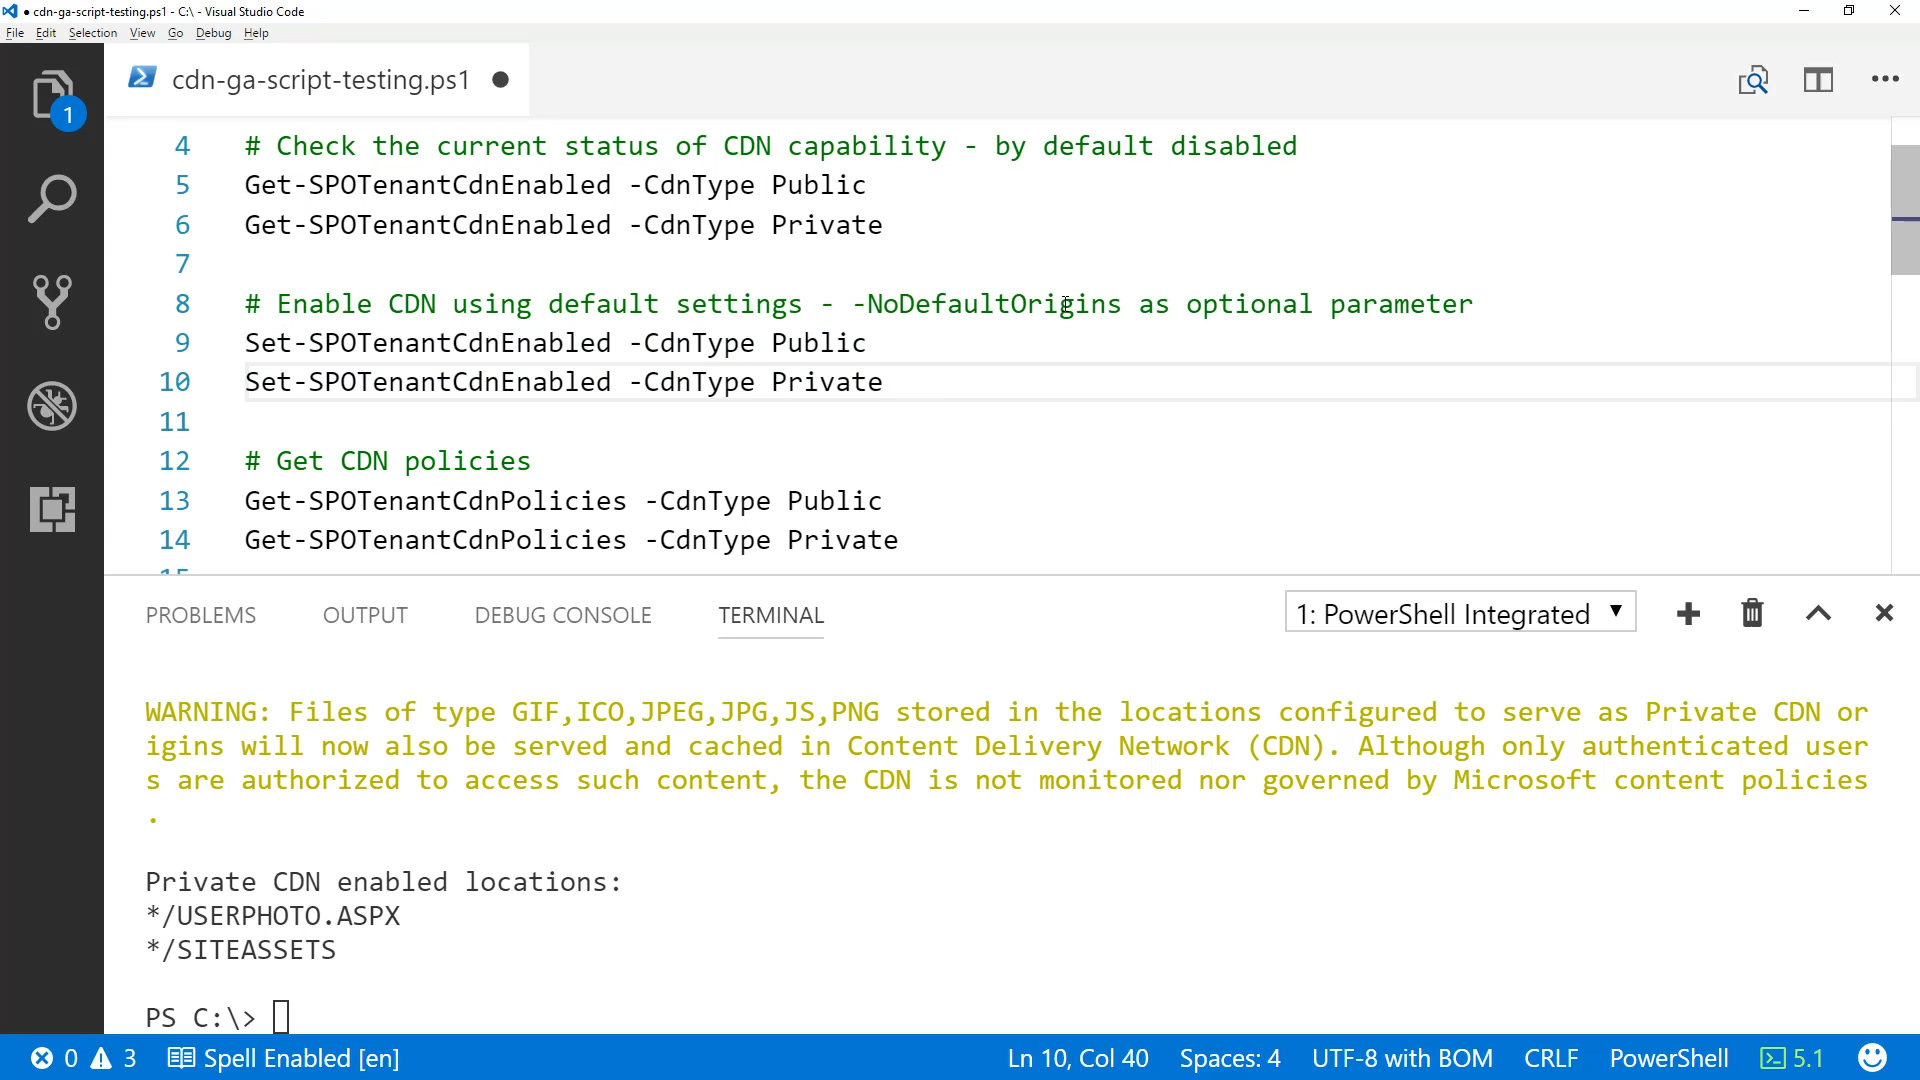 ● cdn-ga-script-testing.ps1 - C:\ - Visual Studio Code
File Edit Selection View Go Debug Help
1
cdn-ga-script-testing.ps1 ●
4 # Check the current status of CDN capability - by default disabled
5 Get-SPOTenantCdnEnabled -CdnType Public
6 Get-SPOTenantCdnEnabled -CdnType Private
7
8 # Enable CDN using default settings - -NoDefaultOrigins as optional parameter
9 Set-SPOTenantCdnEnabled -CdnType Public
10 Set-SPOTenantCdnEnabled -CdnType Private
11
12 # Get CDN policies
13 Get-SPOTenantCdnPolicies -CdnType Public
14 Get-SPOTenantCdnPolicies -CdnType Private
15
PROBLEMS OUTPUT DEBUG CONSOLE TERMINAL 1: PowerShell Integrated
WARNING: Files of type GIF,ICO,JPEG,JPG,JS,PNG stored in the locations configured to serve as Private CDN or
igins will now also be served and cached in Content Delivery Network (CDN). Although only authenticated user
s are authorized to access such content, the CDN is not monitored nor governed by Microsoft content policies
.
Private CDN enabled locations:
*/USERPHOTO.ASPX
*/SITEASSETS
PS C:\>
0 3 Spell Enabled [en] Ln 10, Col 40 Spaces: 4 UTF-8 with BOM CRLF PowerShell 5.1